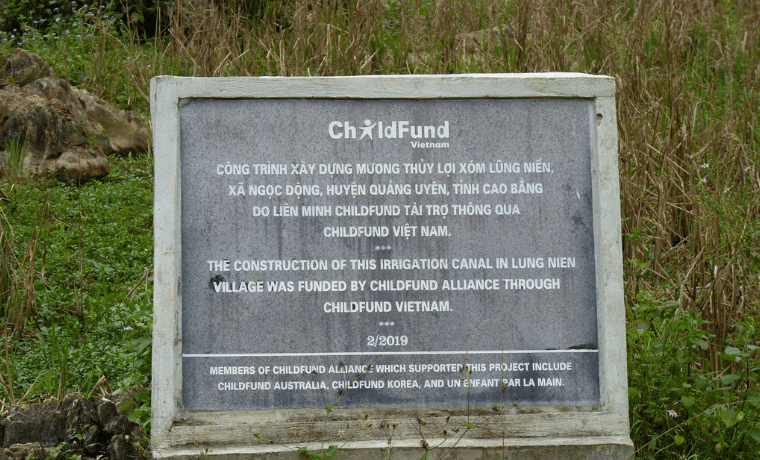 ChildFund
Vietnam
CÔNG TRÌNH XÂY DỰNG MƯƠNG THỦY LỢI XÓM LŨNG NIỀN,
XÃ NGỌC DỘNG, HUYỆN QUẢNG UYÊN, TỈNH CAO BẰNG
DO LIÊN MINH CHILDFUND TÀI TRỢ THÔNG QUA
CHILDFUND VIỆT NAM.
***
THE CONSTRUCTION OF THIS IRRIGATION CANAL IN LUNG NIEN
VILLAGE WAS FUNDED BY CHILDFUND ALLIANCE THROUGH
CHILDFUND VIETNAM.
***
2/2019
MEMBERS OF CHILDFUND ALLIANCE WHICH SUPPORTED THIS PROJECT INCLUDE
CHILDFUND AUSTRALIA, CHILDFUND KOREA, AND UN ENFANT PAR LA MAIN.